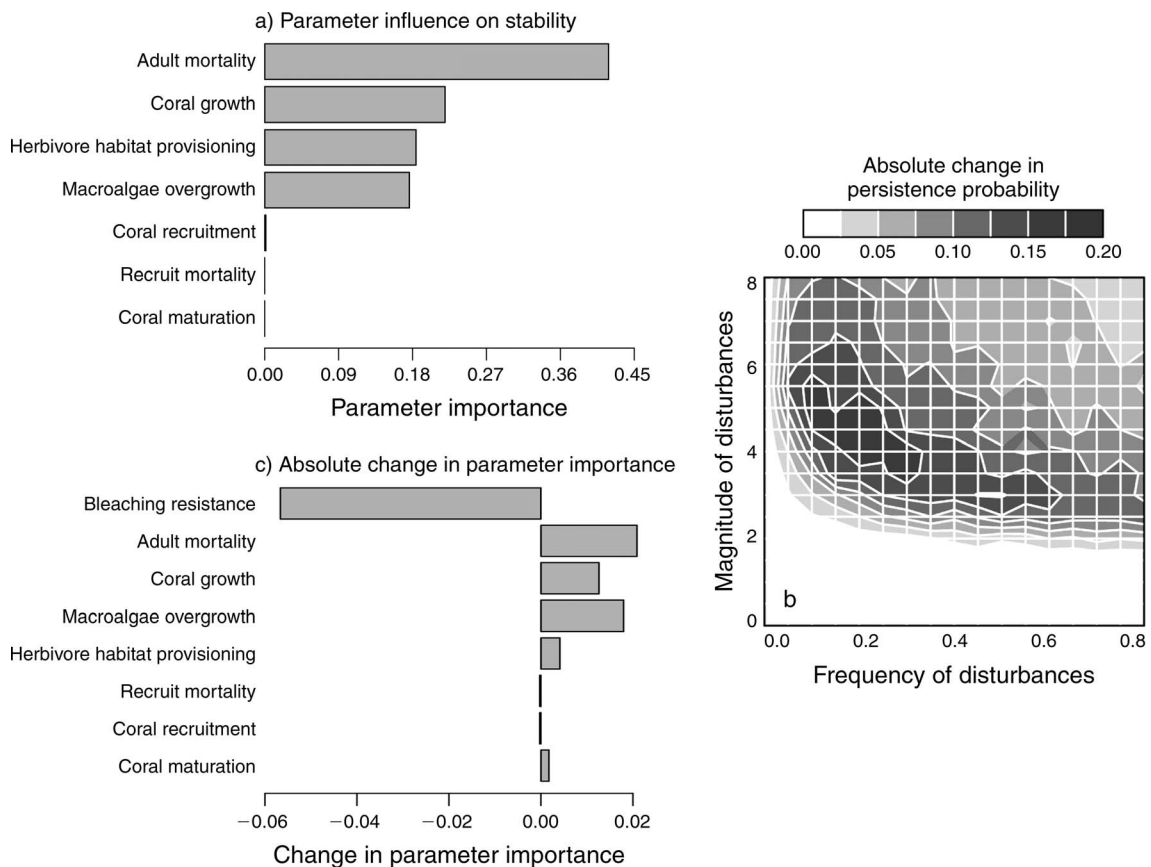 a) Parameter influence on stability
Adult mortality
Coral growth
Herbivore habitat provisioning
Macroalgae overgrowth
Coral recruitment
Recruit mortality
Coral maturation
0.00 0.09 0.18 0.27 0.36 0.45
Parameter importance
c) Absolute change in parameter importance
Bleaching resistance
Adult mortality
Coral growth
Macroalgae overgrowth
Herbivore habitat provisioning
Recruit mortality
Coral recruitment
Coral maturation
−0.06 −0.04 −0.02 0.00 0.02
Change in parameter importance
Absolute change in
persistence probability
0.00 0.05 0.10 0.15 0.20
Magnitude of disturbances
8
6
4
2
0
b
0.0 0.2 0.4 0.6 0.8
Frequency of disturbances